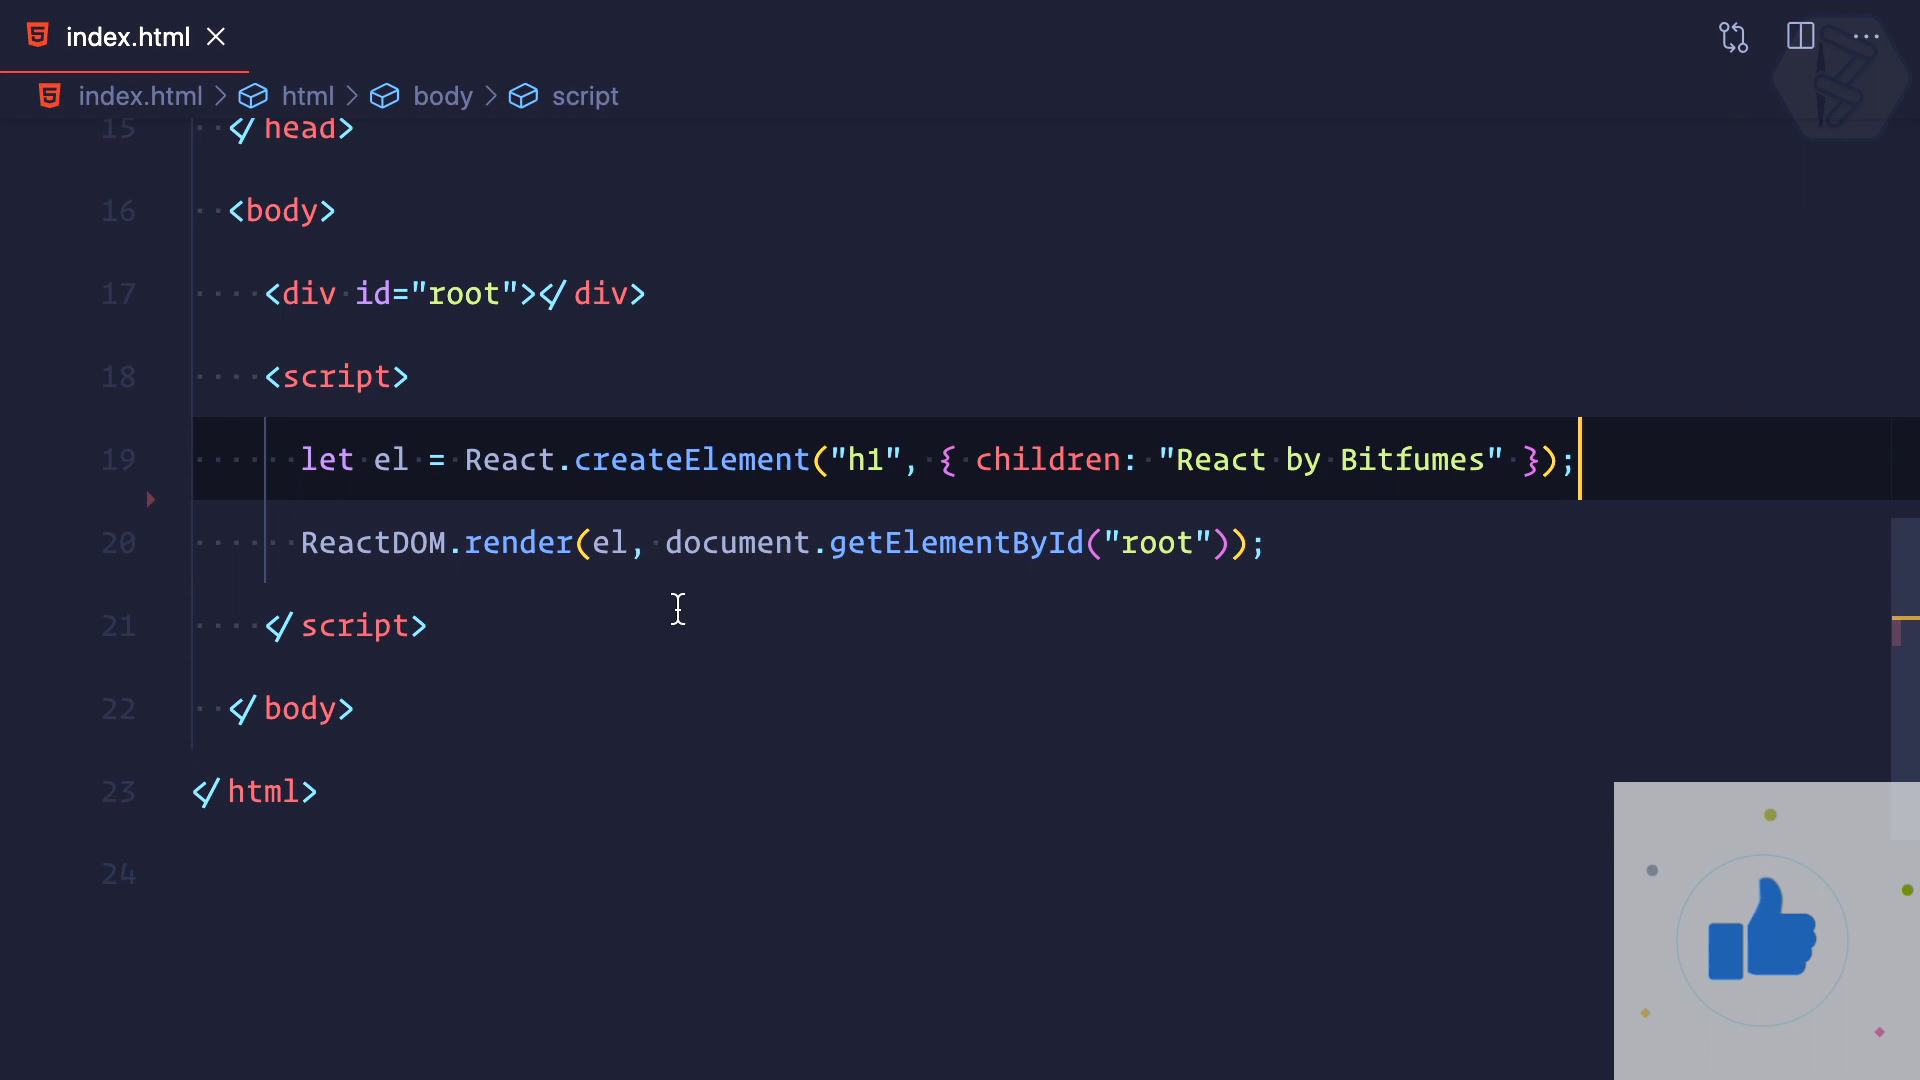 index.html
index.html > html > body > script
15 </head>
16 <body>
17 <div id="root"></div>
18 <script>
19 let el = React.createElement("h1", { children: "React by Bitfumes" });
20 ReactDOM.render(el, document.getElementById("root"));
21 </script>
22 </body>
23 </html>
24